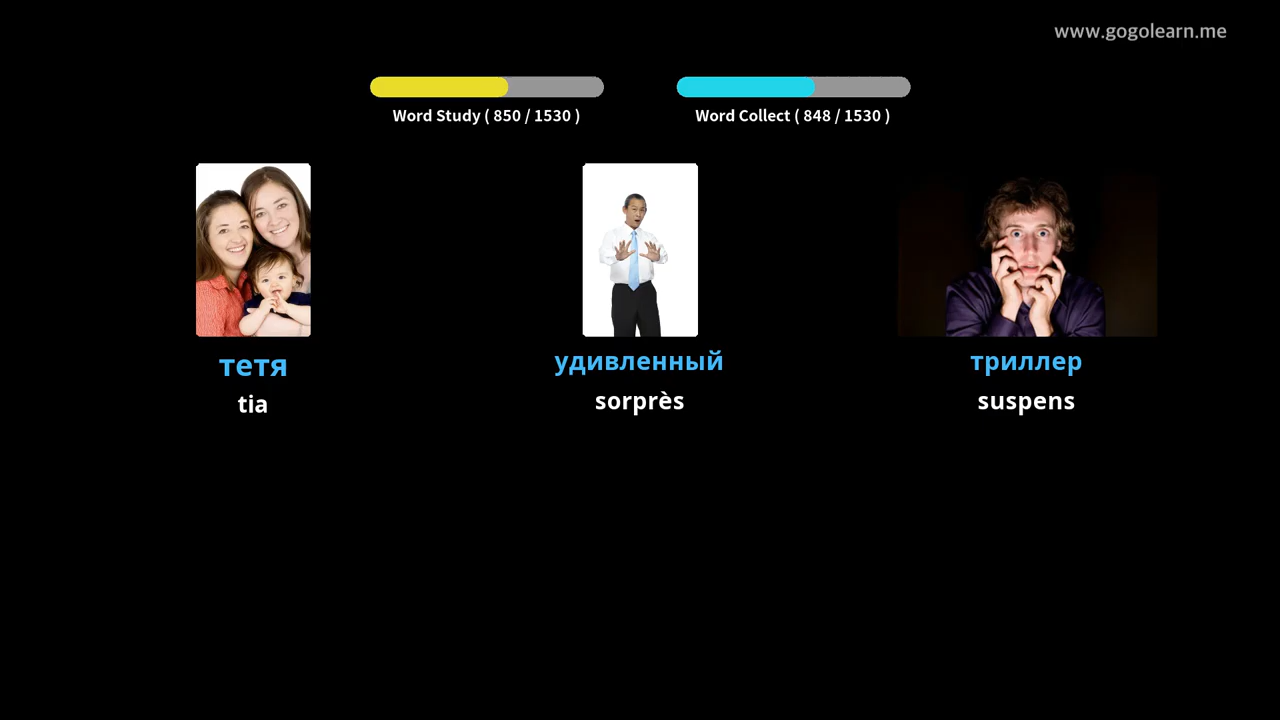 www.gogolearn.me
Word Study ( 850 / 1530 )
Word Collect ( 848 / 1530 )
тетя
удивленный
триллер
tia
sorprès
suspens